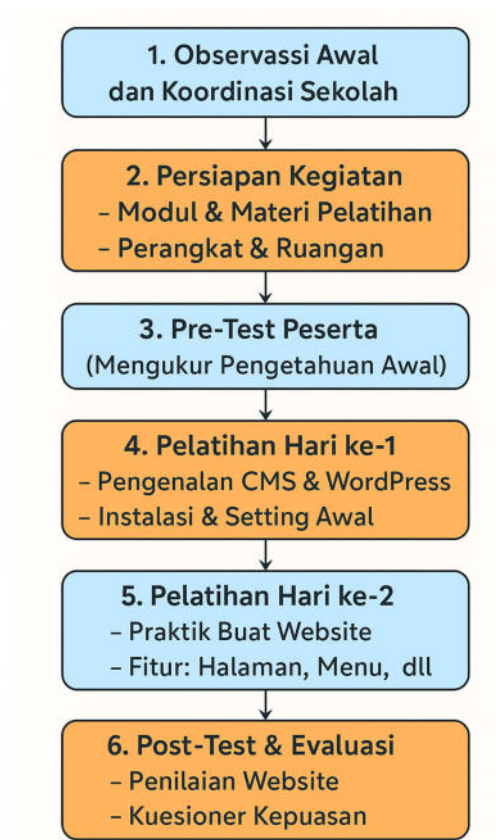 1. Observassi Awal
dan Koordinasi Sekolah
2. Persiapan Kegiatan
– Modul & Materi Pelatihan
– Perangkat & Ruangan
3. Pre-Test Peserta
(Mengukur Pengetahuan Awal)
4. Pelatihan Hari ke-1
– Pengenalan CMS & WordPress
– Instalasi & Setting Awal
5. Pelatihan Hari ke-2
– Praktik Buat Website
– Fitur: Halaman, Menu, dll
6. Post-Test & Evaluasi
– Penilaian Website
– Kuesioner Kepuasan